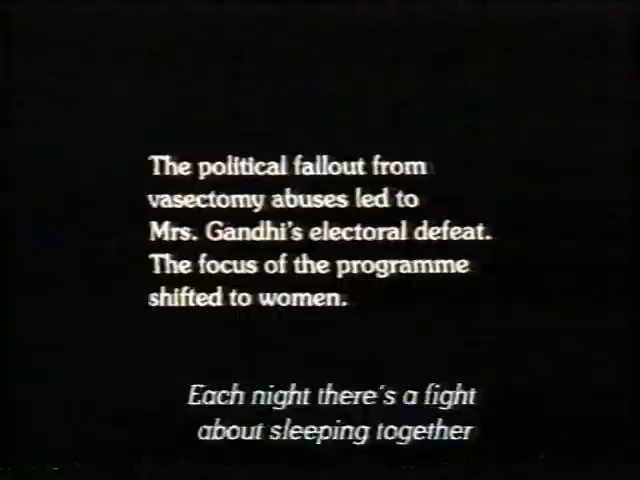 The political fallout from
vasectomy abuses led to
Mrs. Gandhi's electoral defeat.
The focus of the programme
shifted to women.
Each night there's a fight
about sleeping together